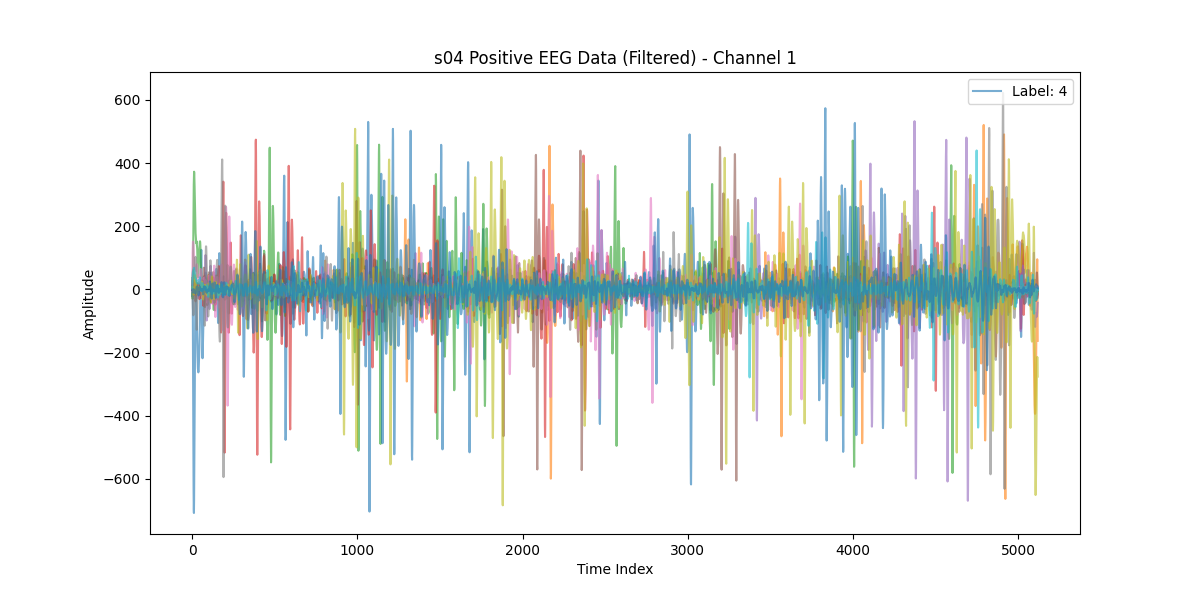 s04 Positive EEG Data (Filtered) - Channel 1
Label: 4
Amplitude
600
400
200
0
−200
−400
−600
0 1000 2000 3000 4000 5000
Time Index